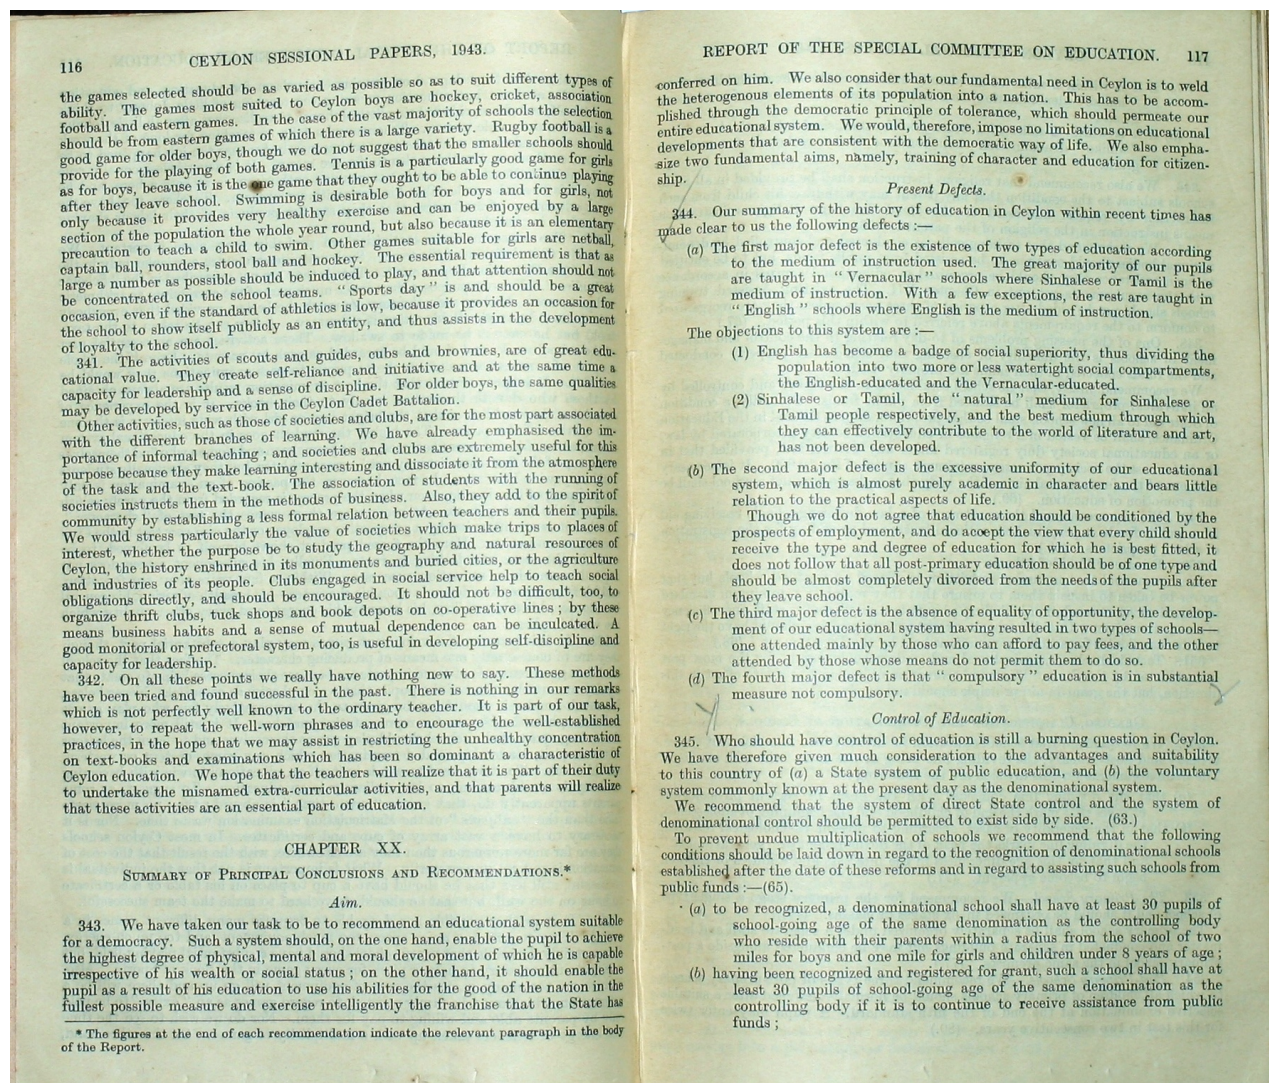 116 CEYLON SESSIONAL PAPERS, 1943.
the games selected should be as varied as possible so as to suit different types of
ability. The games most suited to Ceylon boys are hockey, cricket, association
football and eastern games. In the case of the vast majority of schools the selection
should be from eastern games of which there is a large variety. Rugby football is a
good game for older boys, though we do not suggest that the smaller schools should
provide for the playing of both games. Tennis is a particularly good game for girls
as for boys, because it is the one game that they ought to be able to continue playing
after they leave school. Swimming is desirable both for boys and for girls, not
only because it provides very healthy exercise and can be enjoyed by a large
section of the population the whole year round, but also because it is an elementary
precaution to teach a child to swim. Other games suitable for girls are netball,
captain ball, rounders, stool ball and hockey. The essential requirement is that as
large a number as possible should be induced to play, and that attention should not
be concentrated on the school teams. "Sports day" is and should be a great
occasion, even if the standard of athletics is low, because it provides an occasion for
the school to show itself publicly as an entity, and thus assists in the development
of loyalty to the school.
341. The activities of scouts and guides, cubs and brownies, are of great edu-
cational value. They create self-reliance and initiative and at the same time a
capacity for leadership and a sense of discipline. For older boys, the same qualities
may be developed by service in the Ceylon Cadet Battalion.
Other activities, such as those of societies and clubs, are for the most part associated
with the different branches of learning. We have already emphasised the im-
portance of informal teaching ; and societies and clubs are extremely useful for this
purpose because they make learning interesting and dissociate it from the atmosphere
of the task and the text-book. The association of students with the running of
societies instructs them in the methods of business. Also, they add to the spirit of
community by establishing a less formal relation between teachers and their pupils.
We would stress particularly the value of societies which make trips to places of
interest, whether the purpose be to study the geography and natural resources of
Ceylon, the history enshrined in its monuments and buried cities, or the agriculture
and industries of its people. Clubs engaged in social service help to teach social
obligations directly, and should be encouraged. It should not be difficult, too, to
organize thrift clubs, tuck shops and book depots on co-operative lines ; by these
means business habits and a sense of mutual dependence can be inculcated. A
good monitorial or prefectoral system, too, is useful in developing self-discipline and
capacity for leadership.
342. On all these points we really have nothing new to say. These methods
have been tried and found successful in the past. There is nothing in our remarks
which is not perfectly well known to the ordinary teacher. It is part of our task,
however, to repeat the well-worn phrases and to encourage the well-established
practices, in the hope that we may assist in restricting the unhealthy concentration
on text-books and examinations which has been so dominant a characteristic of
Ceylon education. We hope that the teachers will realize that it is part of their duty
to undertake the misnamed extra-curricular activities, and that parents will realize
that these activities are an essential part of education.
CHAPTER XX.
SUMMARY OF PRINCIPAL CONCLUSIONS AND RECOMMENDATIONS.*
Aim.
343. We have taken our task to be to recommend an educational system suitable
for a democracy. Such a system should, on the one hand, enable the pupil to achieve
the highest degree of physical, mental and moral development of which he is capable
irrespective of his wealth or social status ; on the other hand, it should enable the
pupil as a result of his education to use his abilities for the good of the nation in the
fullest possible measure and exercise intelligently the franchise that the State has
* The figures at the end of each recommendation indicate the relevant paragraph in the body
of the Report.
REPORT OF THE SPECIAL COMMITTEE ON EDUCATION. 117
conferred on him. We also consider that our fundamental need in Ceylon is to weld
the heterogenous elements of its population into a nation. This has to be accom-
plished through the democratic principle of tolerance, which should permeate our
entire educational system. We would, therefore, impose no limitations on educational
developments that are consistent with the democratic way of life. We also empha-
size two fundamental aims, namely, training of character and education for citizen-
ship.
Present Defects.
344. Our summary of the history of education in Ceylon within recent times has
made clear to us the following defects :—
(a) The first major defect is the existence of two types of education according
to the medium of instruction used. The great majority of our pupils
are taught in " Vernacular " schools where Sinhalese or Tamil is the
medium of instruction. With a few exceptions, the rest are taught in
" English " schools where English is the medium of instruction.
The objections to this system are :—
(1) English has become a badge of social superiority, thus dividing the
population into two more or less watertight social compartments,
the English-educated and the Vernacular-educated.
(2) Sinhalese or Tamil, the " natural " medium for Sinhalese or
Tamil people respectively, and the best medium through which
they can effectively contribute to the world of literature and art,
has not been developed.
(b) The second major defect is the excessive uniformity of our educational
system, which is almost purely academic in character and bears little
relation to the practical aspects of life.
Though we do not agree that education should be conditioned by the
prospects of employment, and do accept the view that every child should
receive the type and degree of education for which he is best fitted, it
does not follow that all post-primary education should be of one type and
should be almost completely divorced from the needs of the pupils after
they leave school.
(c) The third major defect is the absence of equality of opportunity, the develop-
ment of our educational system having resulted in two types of schools—
one attended mainly by those who can afford to pay fees, and the other
attended by those whose means do not permit them to do so.
(d) The fourth major defect is that " compulsory " education is in substantial
measure not compulsory.
Control of Education.
345. Who should have control of education is still a burning question in Ceylon.
We have therefore given much consideration to the advantages and suitability
to this country of (a) a State system of public education, and (b) the voluntary
system commonly known at the present day as the denominational system.
We recommend that the system of direct State control and the system of
denominational control should be permitted to exist side by side. (63.)
To prevent undue multiplication of schools we recommend that the following
conditions should be laid down in regard to the recognition of denominational schools
established after the date of these reforms and in regard to assisting such schools from
public funds :—(65).
(a) to be recognized, a denominational school shall have at least 30 pupils of
school-going age of the same denomination as the controlling body
who reside with their parents within a radius from the school of two
miles for boys and one mile for girls and children under 8 years of age ;
(b) having been recognized and registered for grant, such a school shall have at
least 30 pupils of school-going age of the same denomination as the
controlling body if it is to continue to receive assistance from public
funds ;